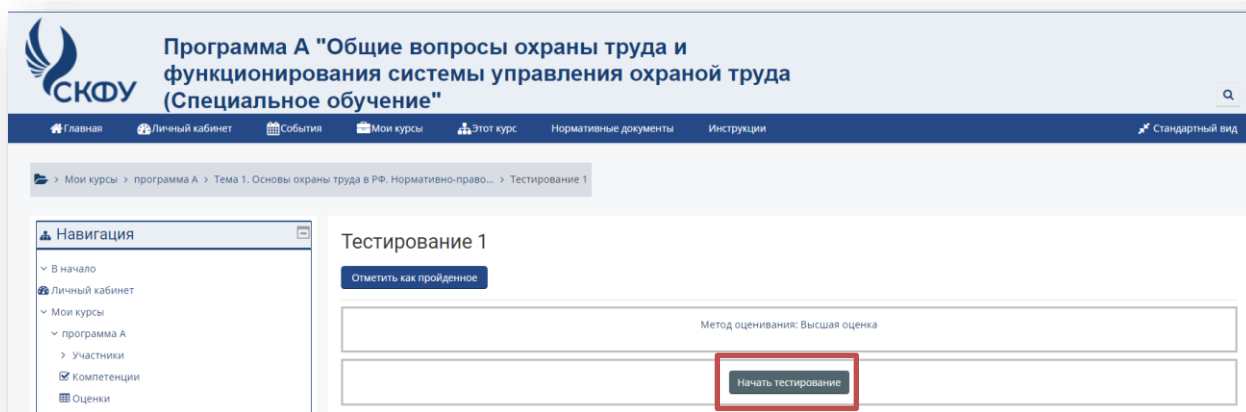 СКФУ
Программа А "Общие вопросы охраны труда и
функционирования системы управления охраной труда
(Специальное обучение"
Главная Личный кабинет События Мои курсы Этот курс Нормативные документы Инструкции Стандартный вид
> Мои курсы > программа А > Тема 1. Основы охраны труда в РФ. Нормативно-право... > Тестирование 1
Навигация
В начало
Личный кабинет
Мои курсы
программа А
> Участники
Компетенции
Оценки
Тестирование 1
Отметить как пройденное
Метод оценивания: Высшая оценка
Начать тестирование